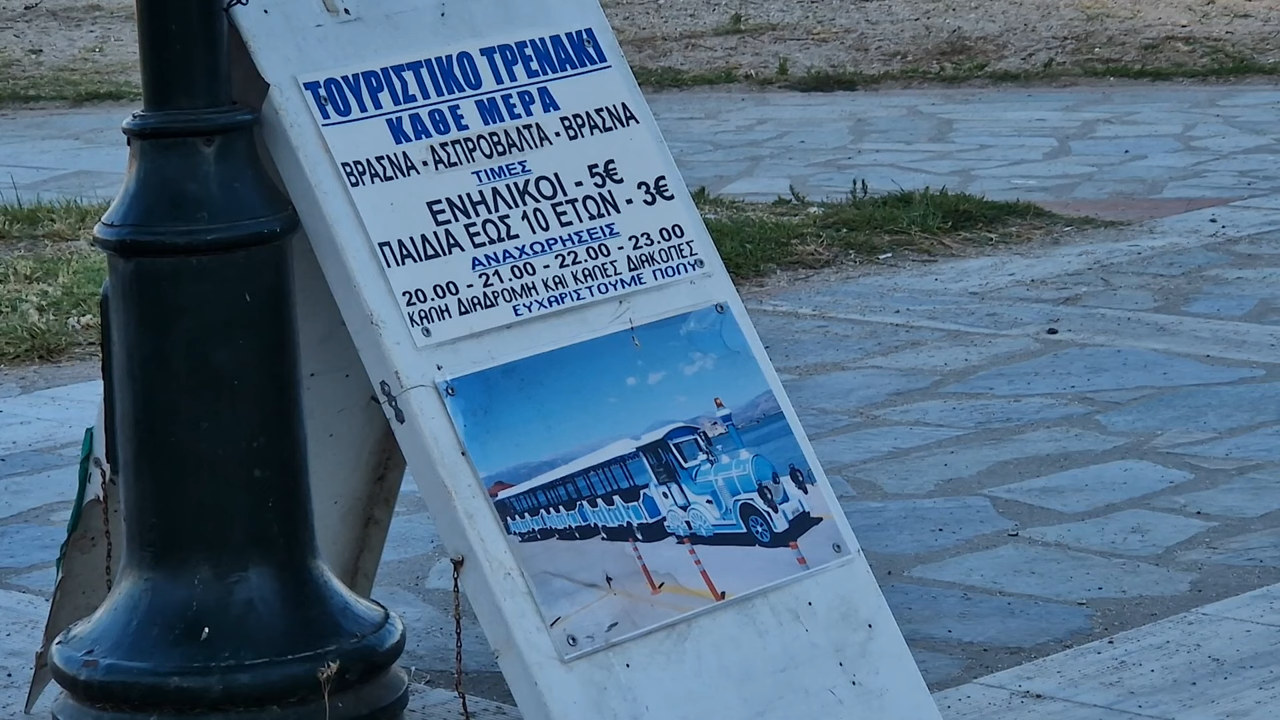 ΤΟΥΡΙΣΤΙΚΟ ΤΡΕΝΑΚΙ
ΚΑΘΕ ΜΕΡΑ
ΒΡΑΣΝΑ - ΑΣΠΡΟΒΑΛΤΑ - ΒΡΑΣΝΑ
ΤΙΜΕΣ
ΕΝΗΛΙΚΟΙ - 5€
ΠΑΙΔΙΑ ΕΩΣ 10 ΕΤΩΝ - 3€
ΑΝΑΧΩΡΗΣΕΙΣ
20.00 - 21.00 - 22.00 - 23.00
ΚΑΛΗ ΔΙΑΔΡΟΜΗ ΚΑΙ ΚΑΛΕΣ ΔΙΑΚΟΠΕΣ
ΕΥΧΑΡΙΣΤΟΥΜΕ ΠΟΛΥ